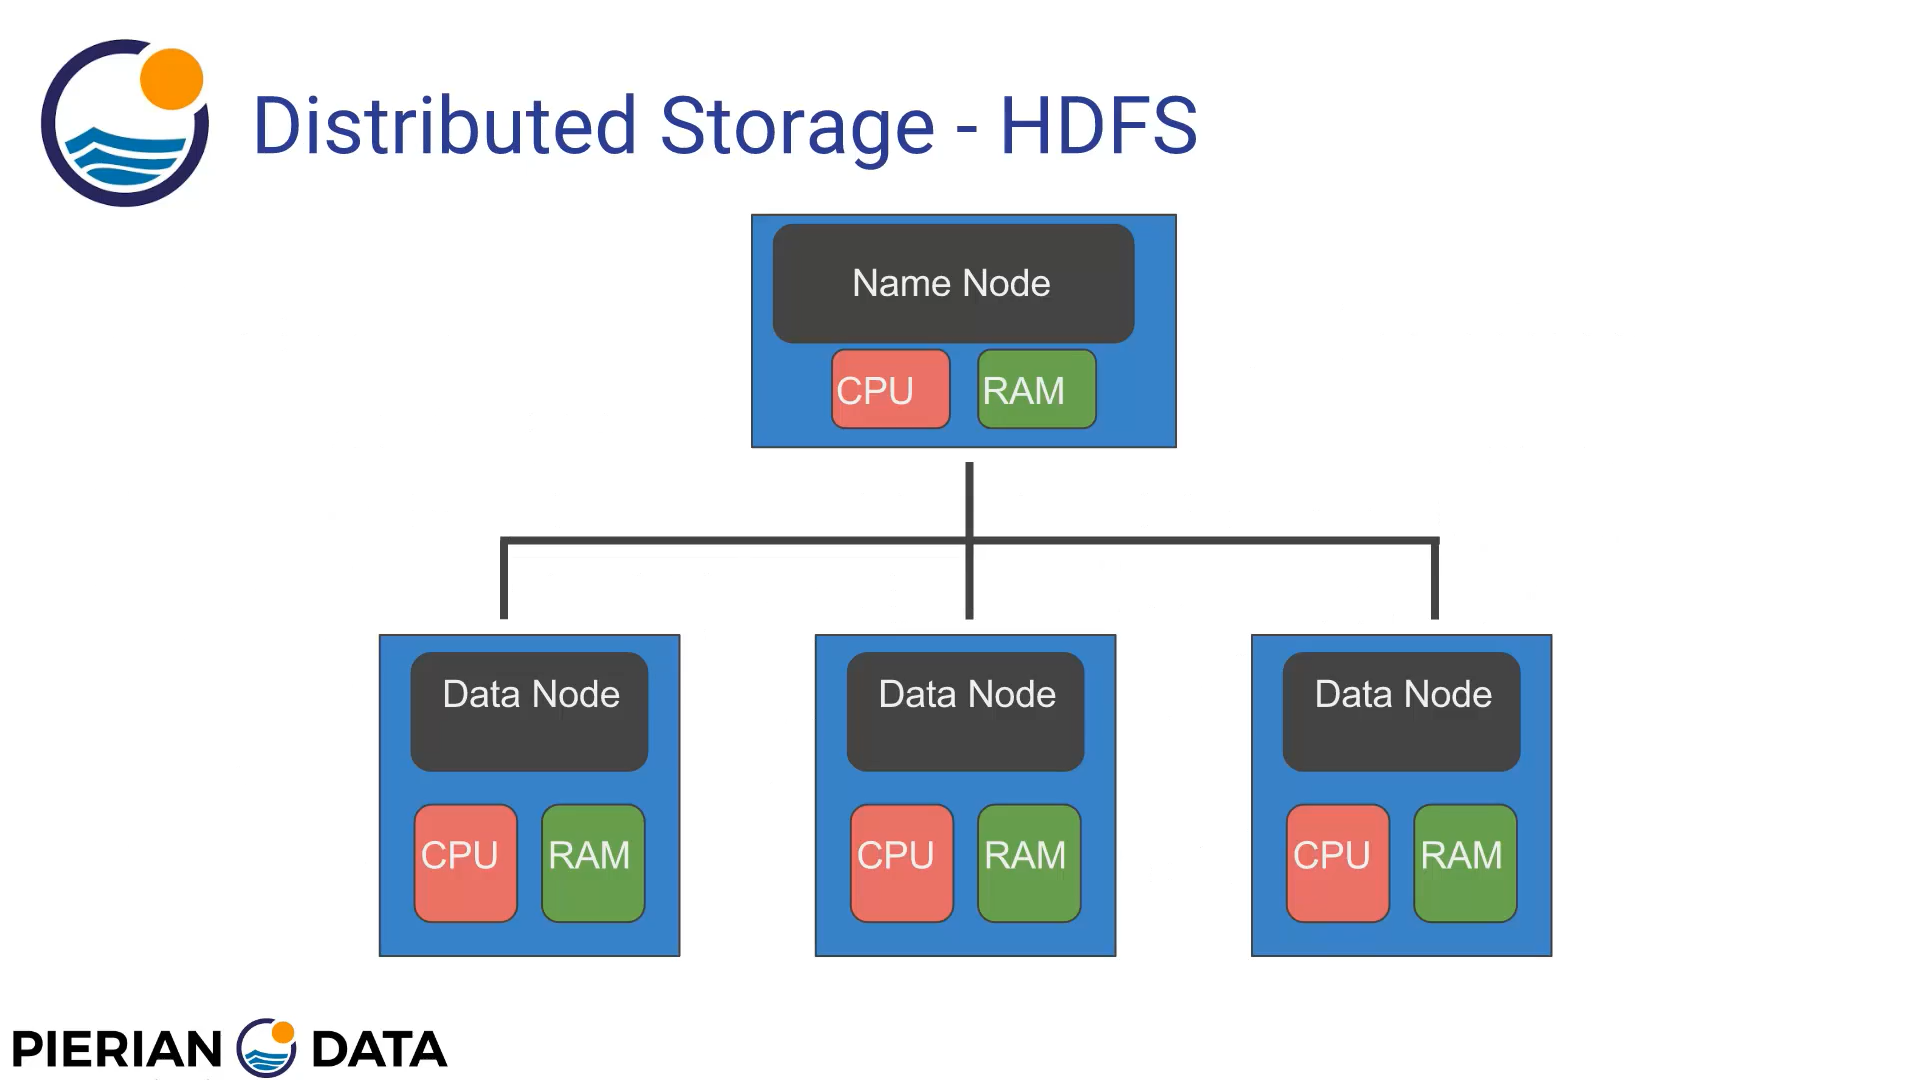 Distributed Storage - HDFS
Name Node
CPU RAM
Data Node Data Node Data Node
CPU RAM CPU RAM CPU RAM
PIERIAN DATA